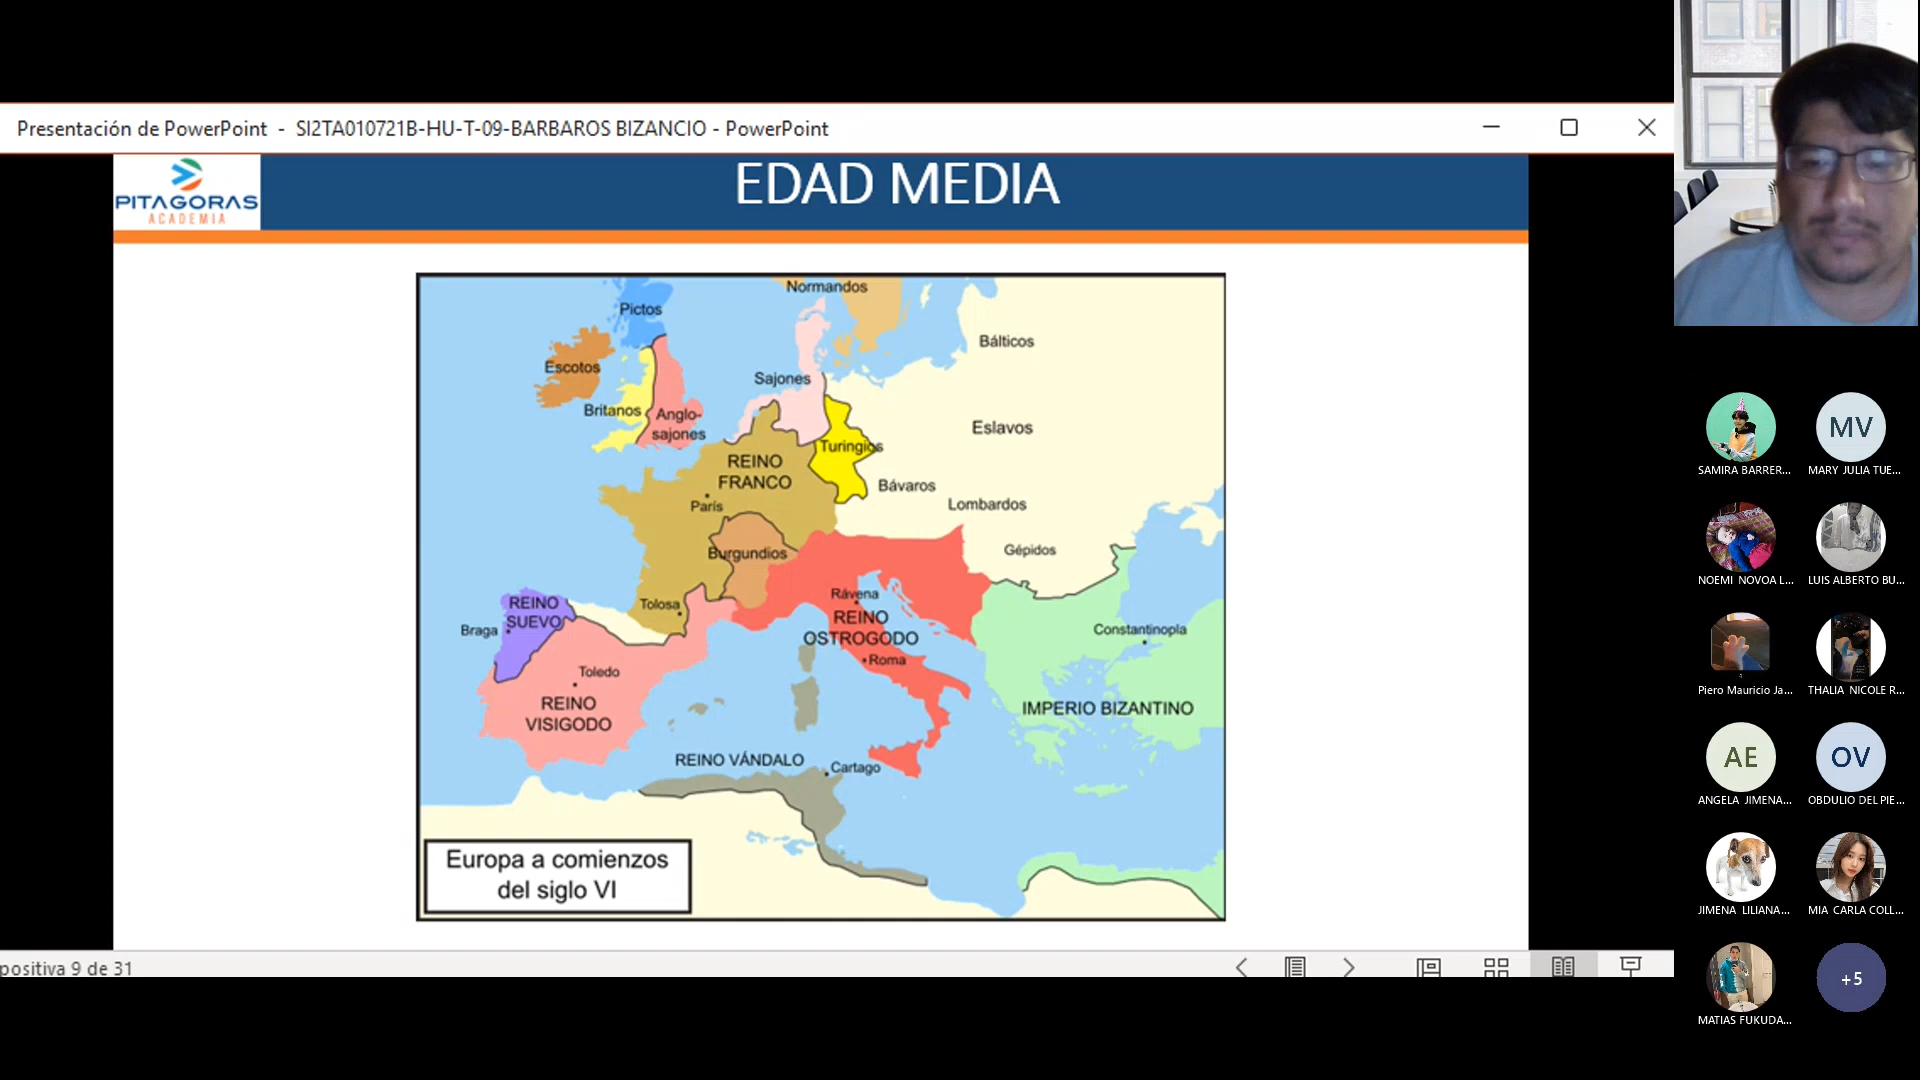 Presentación de PowerPoint - SI2TA010721B-HU-T-09-BARBAROS BIZANCIO - PowerPoint
PITAGORAS
ACADEMIA
EDAD MEDIA
Normandos
Pictos
Bálticos
Escotos
Sajones
Britanos
Anglo-
sajones
Eslavos
Turingios
REINO
FRANCO
Bávaros
París
Lombardos
Burgundios
Gépidos
Rávena
REINO
SUEVO
Tolosa
REINO
OSTROGODO
Braga
Constantinopla
Roma
Toledo
REINO
VISIGODO
IMPERIO BIZANTINO
REINO VÁNDALO
Cartago
Europa a comienzos
del siglo VI
positiva 9 de 31
SAMIRA BARRER...
MV
MARY JULIA TUE...
NOEMI NOVOA L...
LUIS ALBERTO BU...
Piero Mauricio Ja...
THALIA NICOLE R...
AE
ANGELA JIMENA...
OV
OBDULIO DEL PIE...
JIMENA LILIANA...
MIA CARLA COLL...
MATIAS FUKUDA...
+5